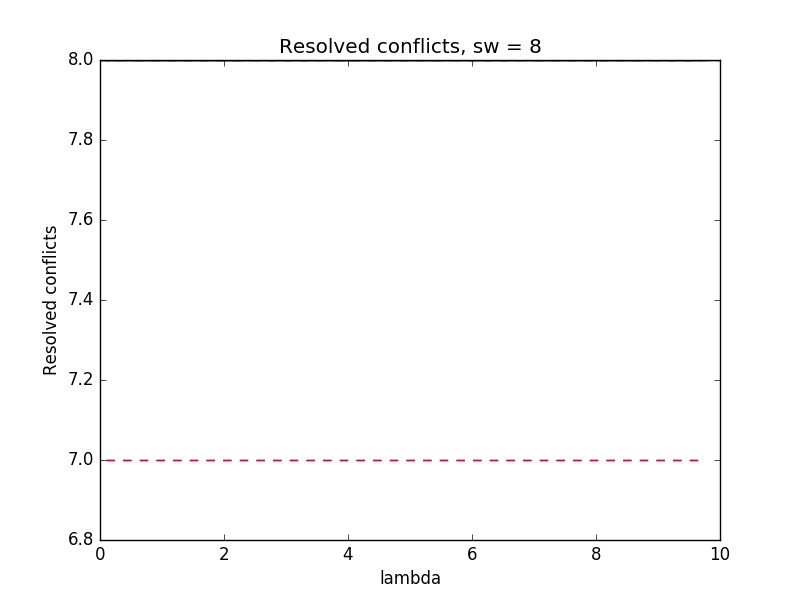 Resolved conflicts, sw = 8
8.0
7.8
7.6
7.4
7.2
7.0
6.8
Resolved conflicts
0 2 4 6 8 10
lambda